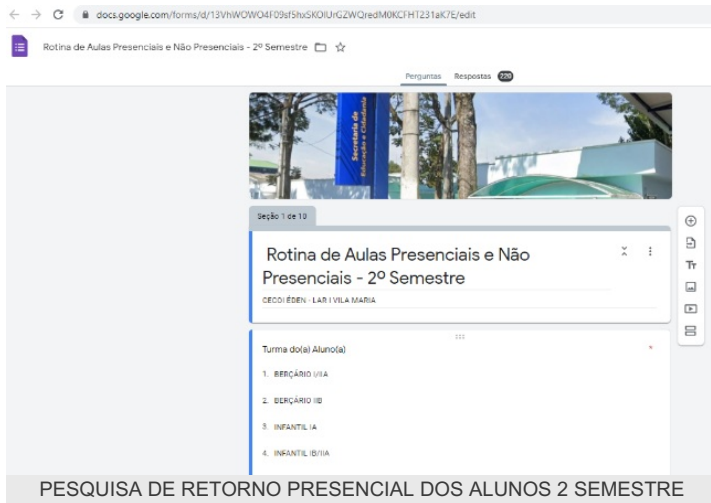 docs.google.com/forms/d/13VhWOWO4F09sf5hxSKOIUrGZWQredM0KCFHT231aK7E/edit
Rotina de Aulas Presenciais e Não Presenciais - 2º Semestre
Perguntas Respostas 220
Secretaria de
Educação e Cidadania
Seção 1 de 10
Rotina de Aulas Presenciais e Não
Presenciais - 2º Semestre
CECOI ÉDEN - LAR I VILA MARIA
Turma do(a) Aluno(a) *
1. BERÇÁRIO I/IIA
2. BERÇÁRIO IIB
3. INFANTIL IA
4. INFANTIL IB/IIA
Tт
PESQUISA DE RETORNO PRESENCIAL DOS ALUNOS 2 SEMESTRE